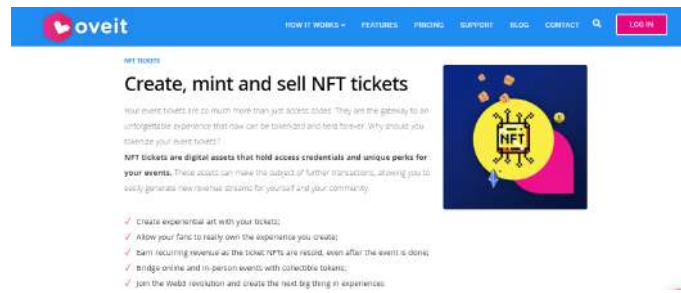 oveit
HOW IT WORKS
FEATURES
PRICING
SUPPORT
BLOG
CONTACT
LOG IN
NFT TICKETS
Create, mint and sell NFT tickets
Your event tickets are so much more than just access codes. They are the gateway to an
unforgettable experience that now can be tokenized and held forever. Why should you
tokenize your event tickets?
NFT tickets are digital assets that hold access credentials and unique perks for
your events. These assets can make the subject of further transactions, allowing you to
easily generate new revenue streams for yourself and your community.
✓ Create experiential art with your tickets;
✓ Allow your fans to really own the experience you create;
✓ Earn recurring revenue as the ticket NFTs are resold, even after the event is done;
✓ Bridge online and in-person events with collectible tokens;
✓ Join the Web3 revolution and create the next big thing in experiences.
NFT